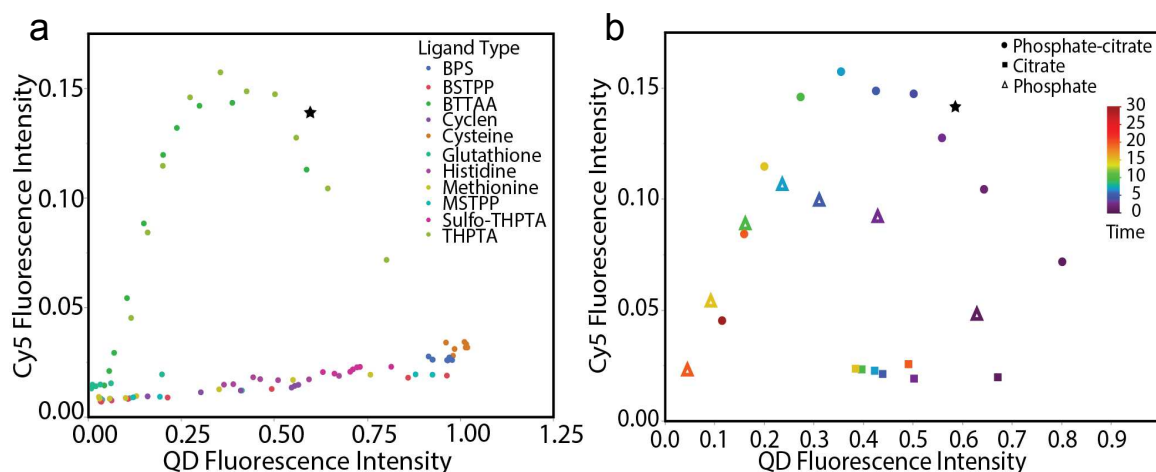 a
Cy5 Fluorescence Intensity
0.15
0.10
0.05
0.00
0.00 0.25 0.50 0.75 1.00 1.25
QD Fluorescence Intensity
Ligand Type
BPS
BSTPP
BTTAA
Cyclen
Cysteine
Glutathione
Histidine
Methionine
MSTPP
Sulfo-THPTA
THPTA
b
Cy5 Fluorescence Intensity
0.15
0.10
0.05
0.00
0.0 0.1 0.2 0.3 0.4 0.5 0.6 0.7 0.8 0.9
QD Fluorescence Intensity
Phosphate-citrate
Citrate
Phosphate
30
25
20
15
10
5
0
Time